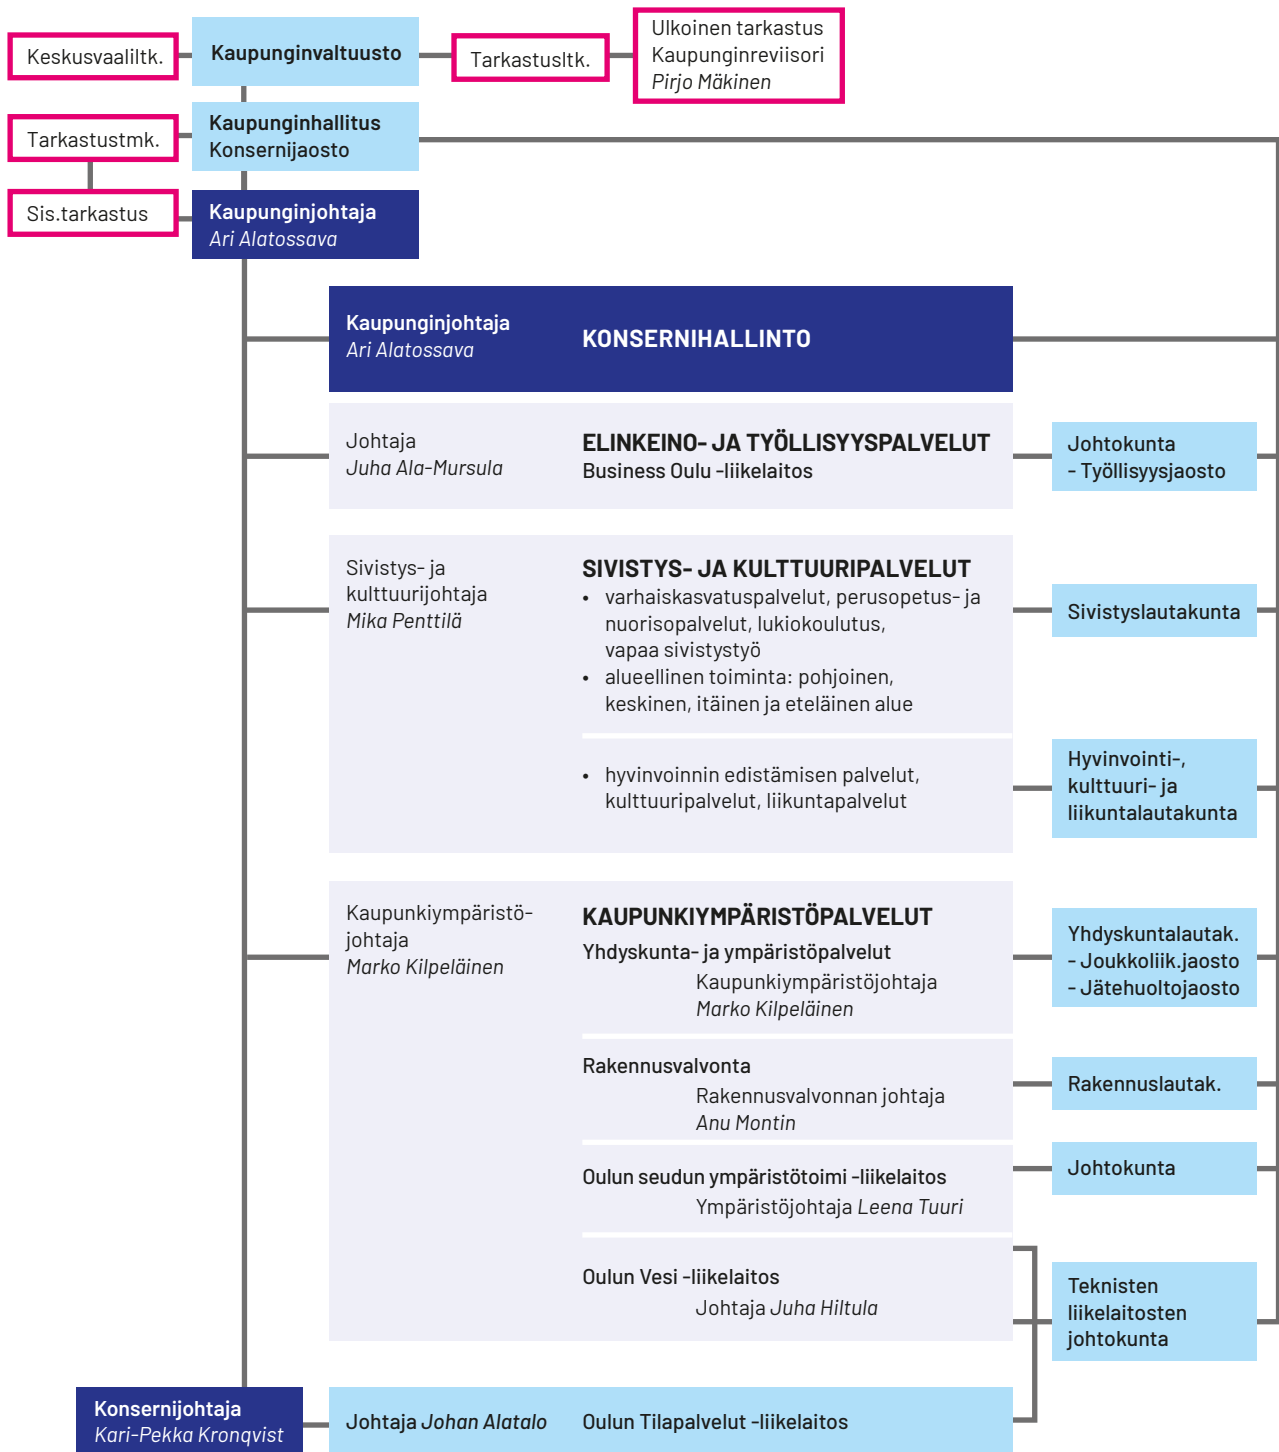 Keskusvaaliltk.
Kaupunginvaltuusto
Tarkastusltk.
Ulkoinen tarkastus
Kaupunginreviisori
Pirjo Mäkinen
Tarkastustmk.
Kaupunginhallitus
Konsernijaosto
Sis.tarkastus
Kaupunginjohtaja
Ari Alatossava
Kaupunginjohtaja
Ari Alatossava
KONSERNIHALLINTO
Johtaja
Juha Ala-Mursula
ELINKEINO- JA TYÖLLISYYSPALVELUT
Business Oulu -liikelaitos
Johtokunta
- Työllisyysjaosto
Sivistys- ja
kulttuurijohtaja
Mika Penttilä
SIVISTYS- JA KULTTUURIPALVELUT
• varhaiskasvatuspalvelut, perusopetus- ja
nuorisopalvelut, lukiokoulutus,
vapaa sivistystyö
• alueellinen toiminta: pohjoinen,
keskinen, itäinen ja eteläinen alue
Sivistyslautakunta
• hyvinvoinnin edistämisen palvelut,
kulttuuripalvelut, liikuntapalvelut
Hyvinvointi-,
kulttuuri- ja
liikuntalautakunta
Kaupunkiympäristö-
johtaja
Marko Kilpeläinen
KAUPUNKIYMPÄRISTÖPALVELUT
Yhdyskunta- ja ympäristöpalvelut
Kaupunkiympäristöjohtaja
Marko Kilpeläinen
Yhdyskuntalautak.
- Joukkoliik.jaosto
- Jätehuoltojaosto
Rakennusvalvonta
Rakennusvalvonnan johtaja
Anu Montin
Rakennuslautak.
Oulun seudun ympäristötoimi -liikelaitos
Ympäristöjohtaja Leena Tuuri
Johtokunta
Oulun Vesi -liikelaitos
Johtaja Juha Hiltula
Teknisten
liikelaitosten
johtokunta
Konsernijohtaja
Kari-Pekka Kronqvist
Johtaja Johan Alatalo
Oulun Tilapalvelut -liikelaitos